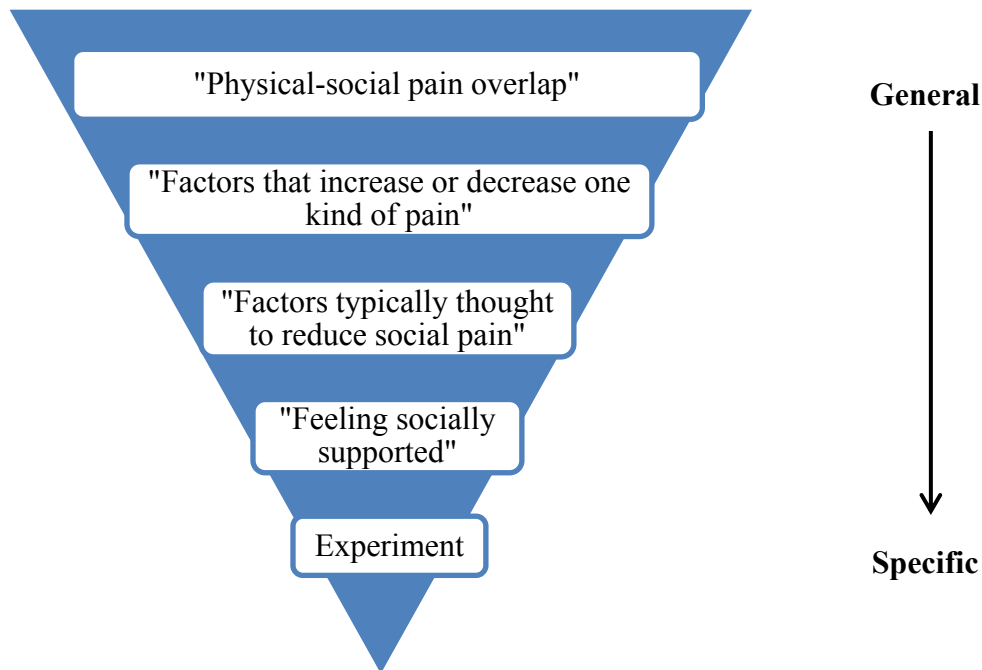 "Physical-social pain overlap"
General
"Factors that increase or decrease one
kind of pain"
"Factors typically thought
to reduce social pain"
"Feeling socially
supported"
Experiment
Specific